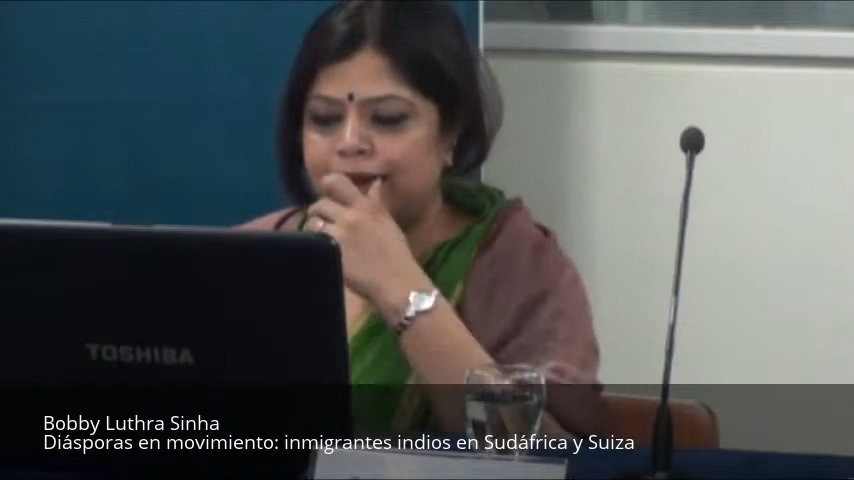 TOSHIBA
Bobby Luthra Sinha
Diásporas en movimiento: inmigrantes indios en Sudáfrica y Suiza